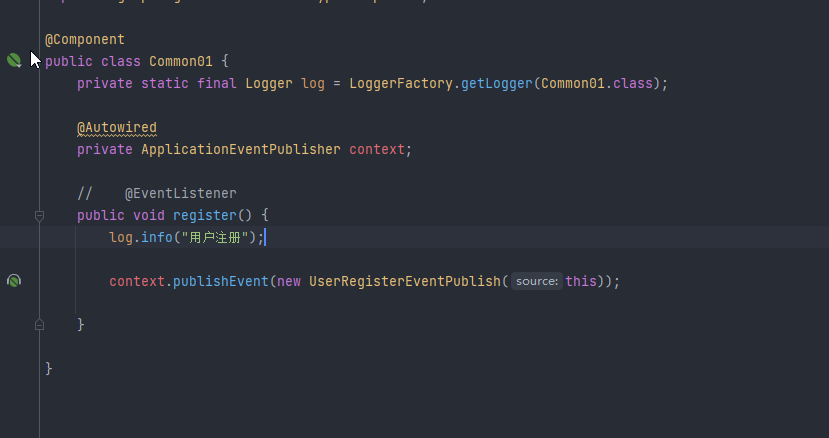 @Component
public class Common01 {
private static final Logger log = LoggerFactory.getLogger(Common01.class);
@Autowired
private ApplicationEventPublisher context;
//    @EventListener
public void register() {
log.info("用户注册");
context.publishEvent(new UserRegisterEventPublish( source: this));
}
}